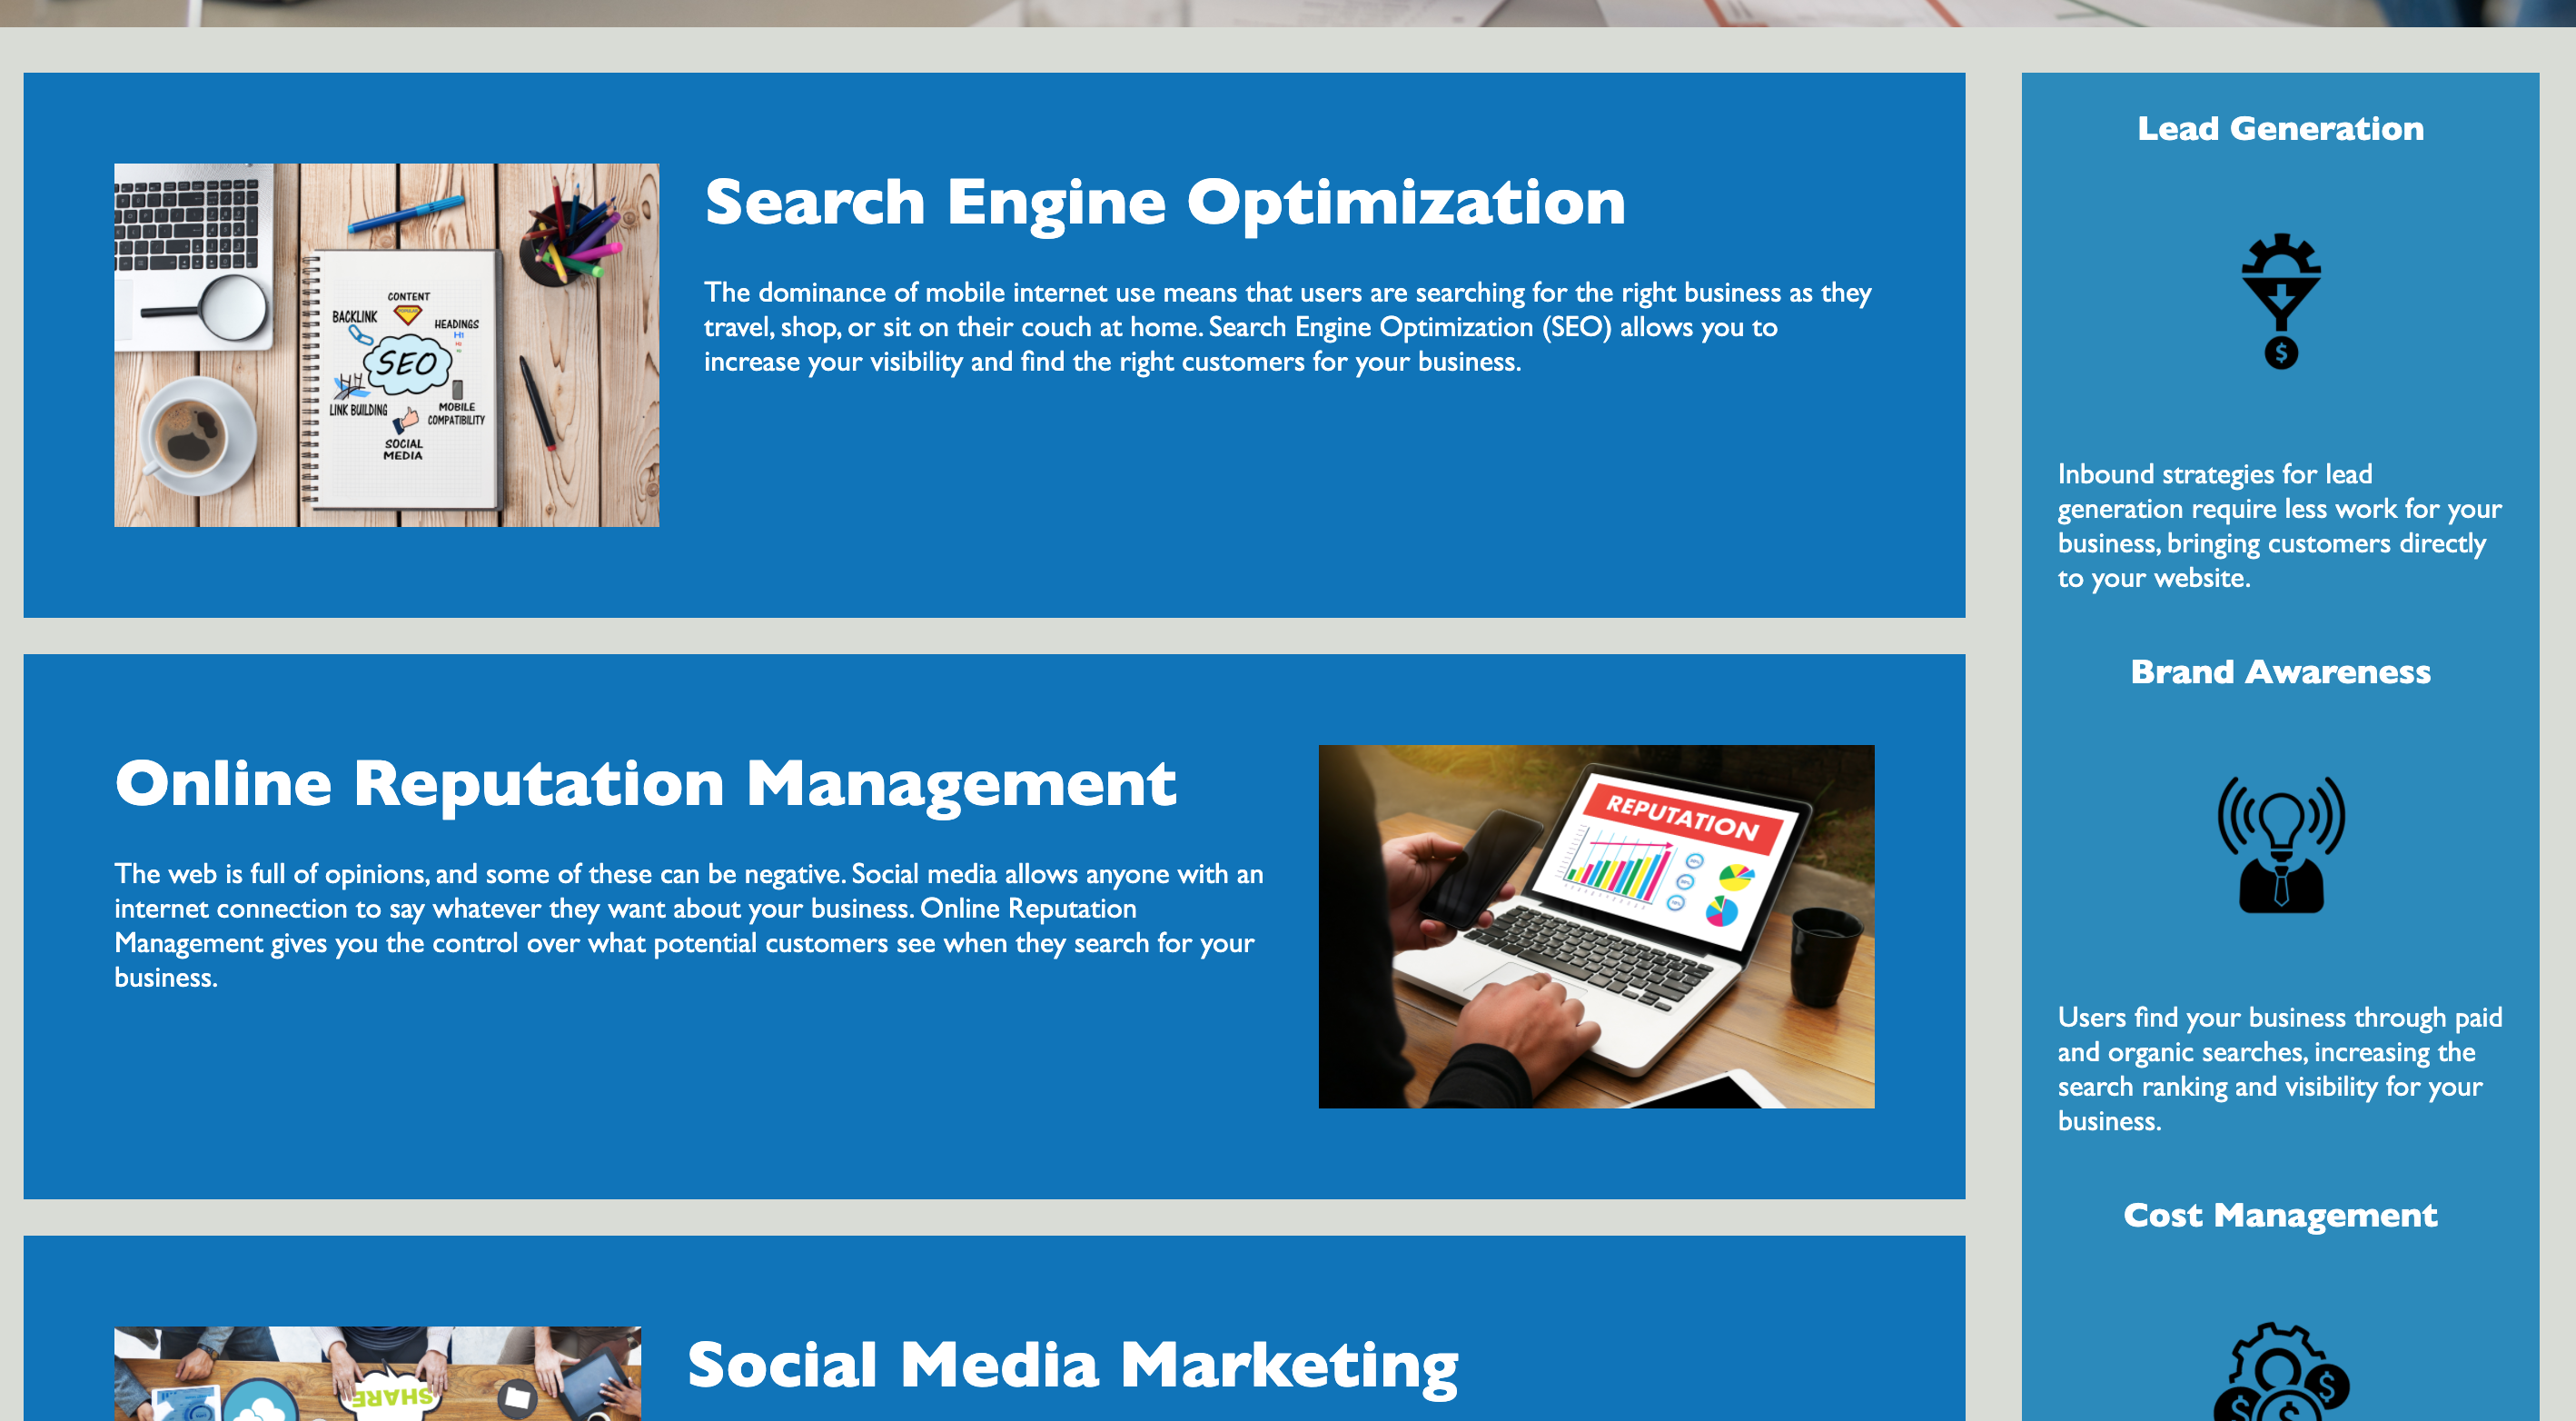 Search Engine Optimization
The dominance of mobile internet use means that users are searching for the right business as they
travel, shop, or sit on their couch at home. Search Engine Optimization (SEO) allows you to
increase your visibility and find the right customers for your business.
CONTENT
BACKLINK
HEADINGS
H1
SEO
LINK BUILDING
MOBILE
COMPATIBILITY
SOCIAL
MEDIA
Online Reputation Management
The web is full of opinions, and some of these can be negative. Social media allows anyone with an
internet connection to say whatever they want about your business. Online Reputation
Management gives you the control over what potential customers see when they search for your
business.
REPUTATION
Social Media Marketing
SHARE
Lead Generation
$
Inbound strategies for lead
generation require less work for your
business, bringing customers directly
to your website.
Brand Awareness
Users find your business through paid
and organic searches, increasing the
search ranking and visibility for your
business.
Cost Management
$
$
$